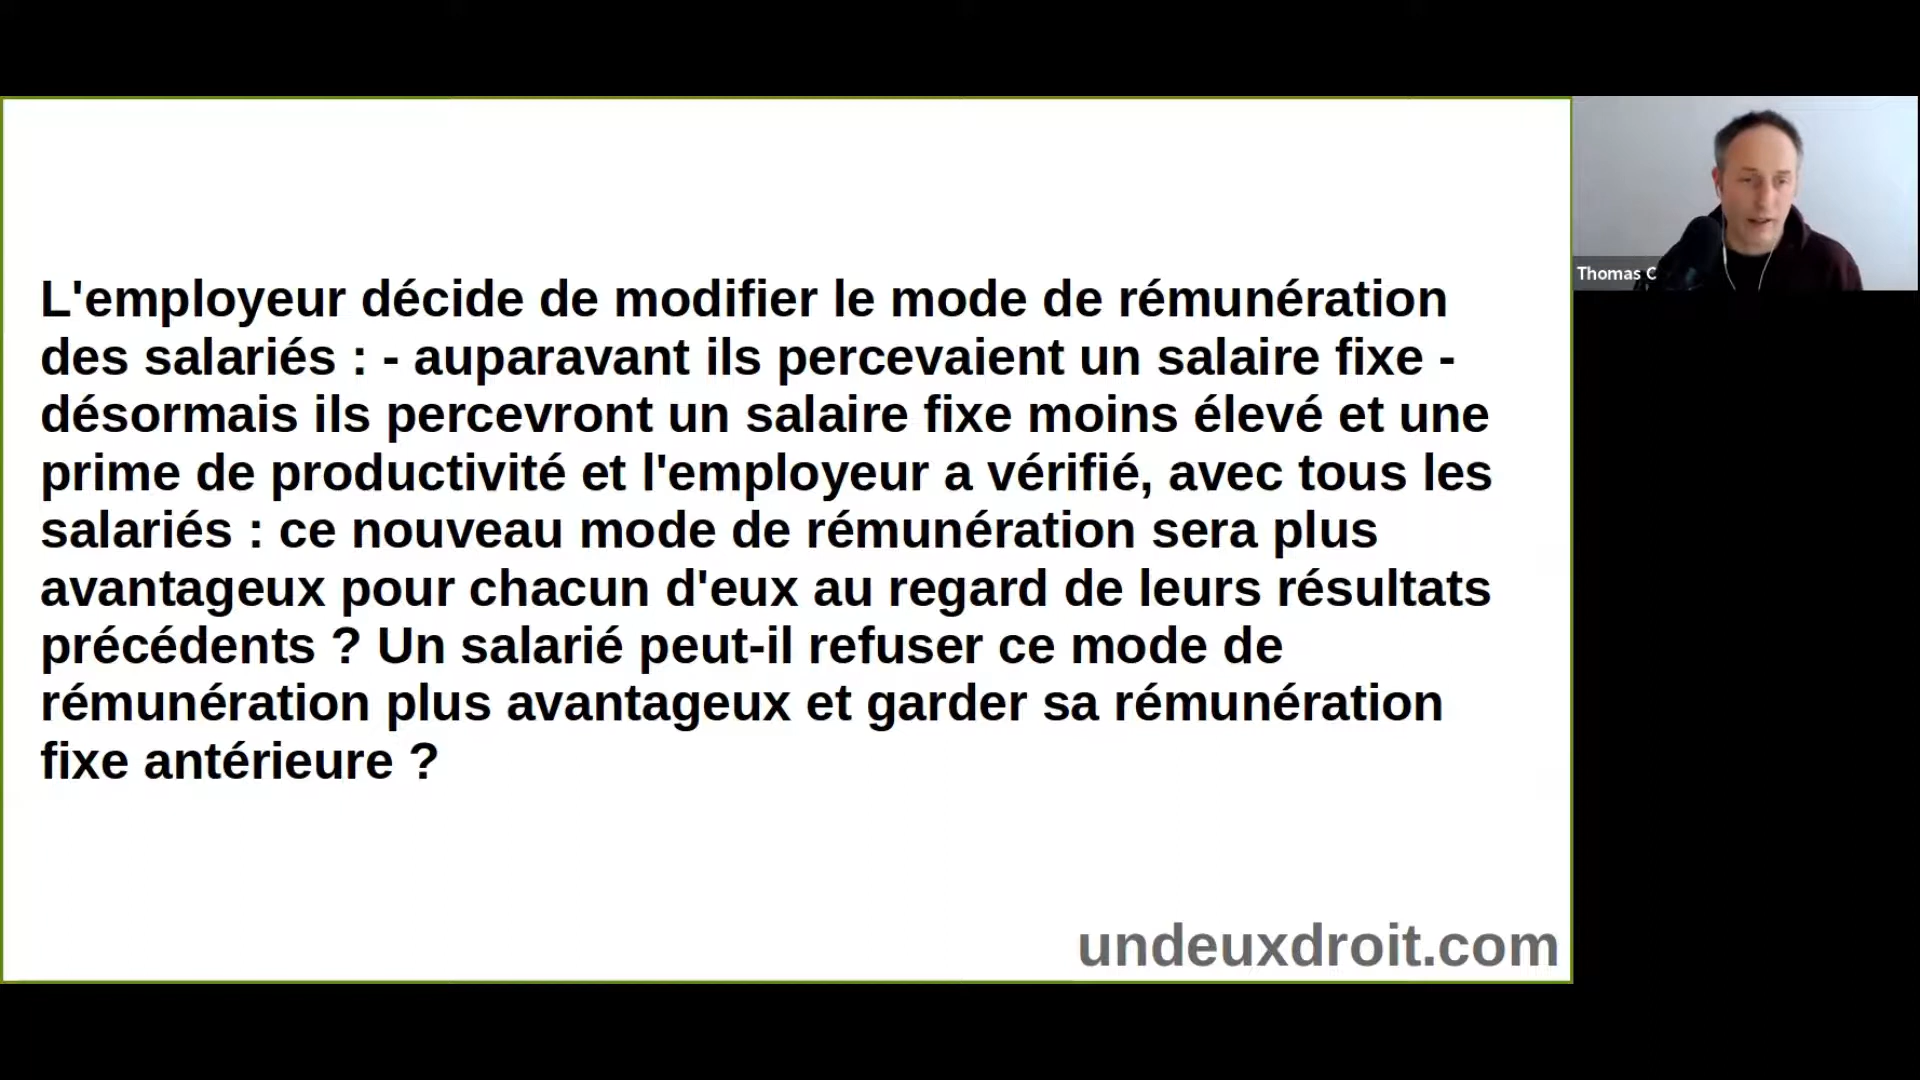 L'employeur décide de modifier le mode de rémunération
des salariés : - auparavant ils percevaient un salaire fixe -
désormais ils percevront un salaire fixe moins élevé et une
prime de productivité et l'employeur a vérifié, avec tous les
salariés : ce nouveau mode de rémunération sera plus
avantageux pour chacun d'eux au regard de leurs résultats
précédents ? Un salarié peut-il refuser ce mode de
rémunération plus avantageux et garder sa rémunération
fixe antérieure ?
undeuxdroit.com
Thomas C